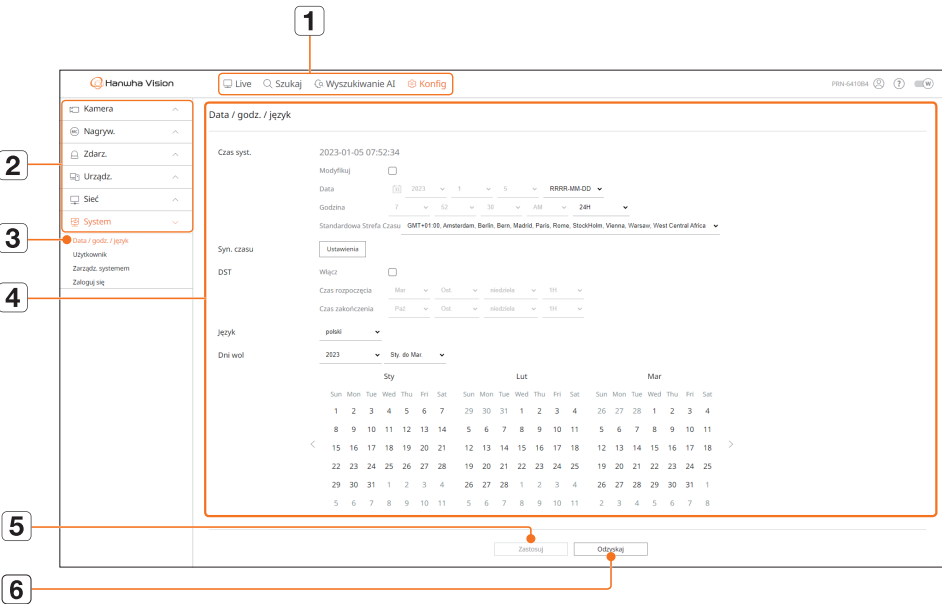 1
Hanwha Vision Live Szukaj Wyszukiwanie AI Konfig PRN-6410B4 ? W
2
Kamera
Nagryw.
Zdarz.
Urządz.
Sieć
System
3
Data / godz. / język
Użytkownik
Zarządz. systemem
Zaloguj się
4
Data / godz. / język
Czas syst. 2023-01-05 07:52:34
Modyfikuj
Data 2023 1 5 RRRR-MM-DD
Godzina 7 52 30 AM 24H
Standardowa Strefa Czasu GMT+01:00. Amsterdam, Berlin, Bern, Madrid, Paris, Rome, StockHolm, Vienna, Warsaw, West Central Africa
Syn. czasu Ustawienia
DST Włącz
Czas rozpoczęcia Mar Ost. niedziela 1H
Czas zakończenia Paź Ost. niedziela 1H
Język polski
Dni wol 2023 Sty. do Mar.
Sty Lut Mar
Sun Mon Tue Wed Thu Fri Sat Sun Mon Tue Wed Thu Fri Sat Sun Mon Tue Wed Thu Fri Sat
1 2 3 4 5 6 7 29 30 31 1 2 3 4 26 27 28 1 2 3 4
8 9 10 11 12 13 14 5 6 7 8 9 10 11 5 6 7 8 9 10 11
15 16 17 18 19 20 21 12 13 14 15 16 17 18 12 13 14 15 16 17 18
22 23 24 25 26 27 28 19 20 21 22 23 24 25 19 20 21 22 23 24 25
29 30 31 1 2 3 4 26 27 28 1 2 3 4 26 27 28 29 30 31 1
5 6 7 8 9 10 11 5 6 7 8 9 10 11 2 3 4 5 6 7 8
5
Zastosuj Odzyskaj
6